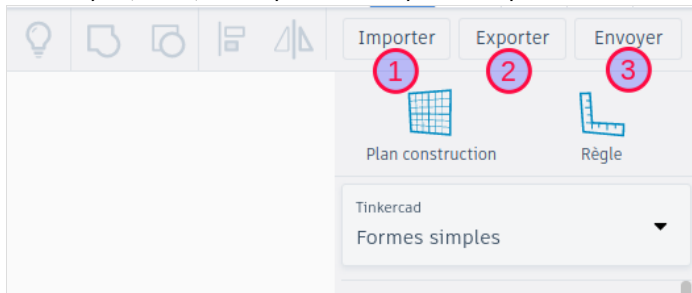 Importer Exporter Envoyer
1 2 3
Plan construction Règle
Tinkercad
Formes simples